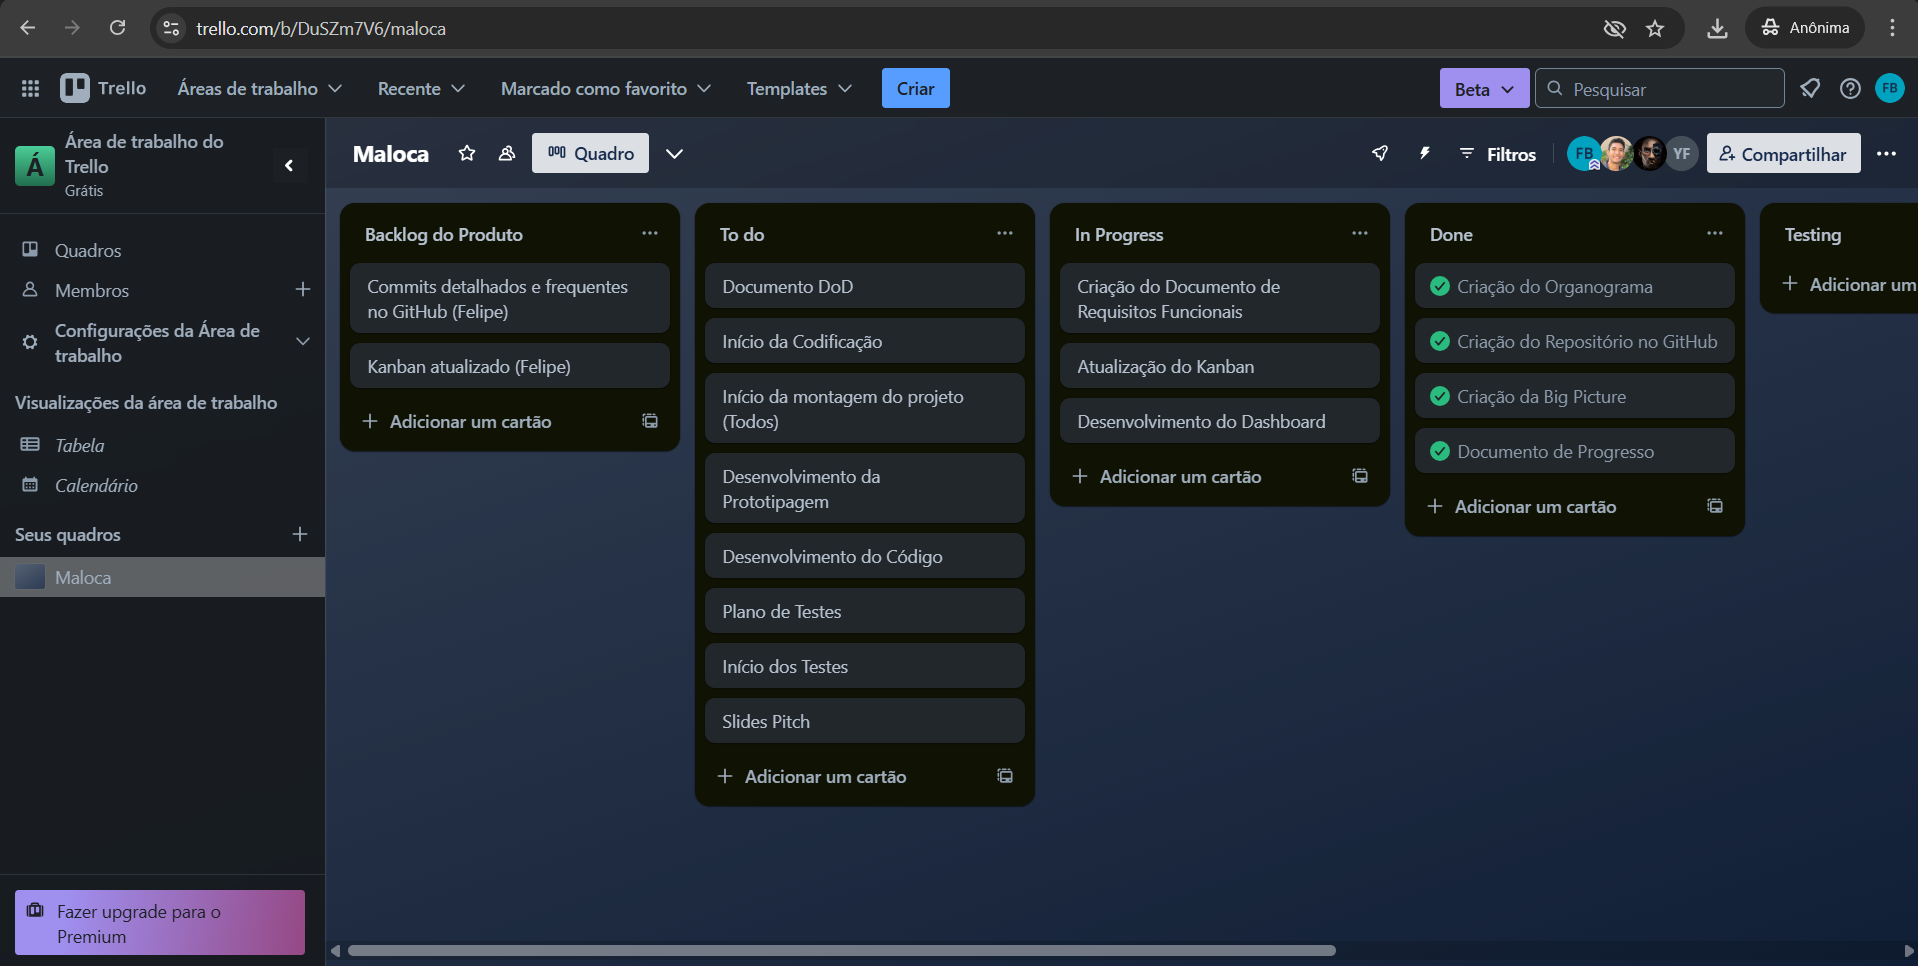 trello.com/b/DuSZm7V6/maloca
Anônima
Trello
Áreas de trabalho
Recente
Marcado como favorito
Templates
Criar
Beta
Pesquisar
FB
Á
Área de trabalho do
Trello
Grátis
Quadros
Membros
Configurações da Área de
trabalho
Visualizações da área de trabalho
Tabela
Calendário
Seus quadros
Maloca
Fazer upgrade para o
Premium
Maloca
Quadro
Filtros
FB
YF
Compartilhar
Backlog do Produto
Commits detalhados e frequentes
no GitHub (Felipe)
Kanban atualizado (Felipe)
Adicionar um cartão
To do
Documento DoD
Início da Codificação
Início da montagem do projeto
(Todos)
Desenvolvimento da
Prototipagem
Desenvolvimento do Código
Plano de Testes
Início dos Testes
Slides Pitch
Adicionar um cartão
In Progress
Criação do Documento de
Requisitos Funcionais
Atualização do Kanban
Desenvolvimento do Dashboard
Adicionar um cartão
Done
Criação do Organograma
Criação do Repositório no GitHub
Criação da Big Picture
Documento de Progresso
Adicionar um cartão
Testing
Adicionar um